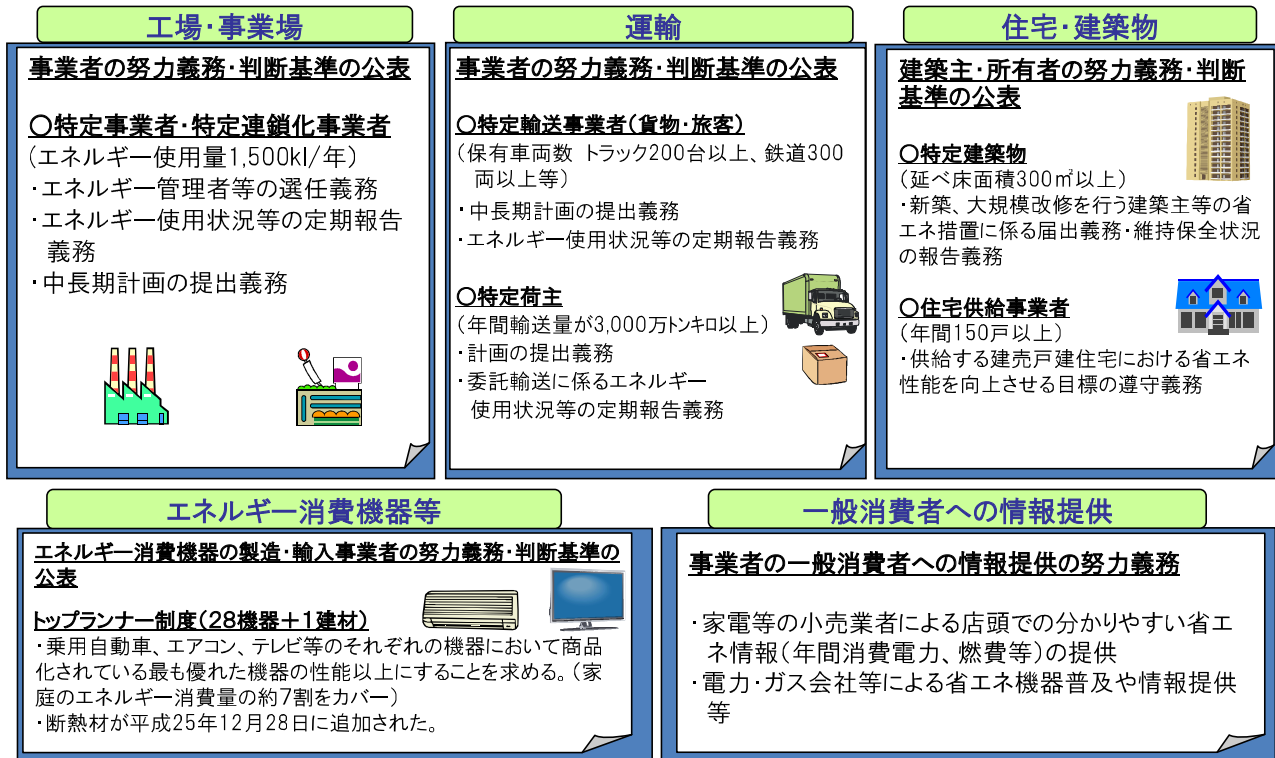 工場・事業場
事業者の努力義務・判断基準の公表
○特定事業者・特定連鎖化事業者
(エネルギー使用量1,500kl/年)
・エネルギー管理者等の選任義務
・エネルギー使用状況等の定期報告
義務
・中長期計画の提出義務
運輸
事業者の努力義務・判断基準の公表
○特定輸送事業者(貨物・旅客)
(保有車両数 トラック200台以上、鉄道300
両以上等)
・中長期計画の提出義務
・エネルギー使用状況等の定期報告義務
○特定荷主
(年間輸送量が3,000万トンキロ以上)
・計画の提出義務
・委託輸送に係るエネルギー
使用状況等の定期報告義務
住宅・建築物
建築主・所有者の努力義務・判断
基準の公表
○特定建築物
(延べ床面積300㎡以上)
・新築、大規模改修を行う建築主等の省
エネ措置に係る届出義務・維持保全状況
の報告義務
○住宅供給事業者
(年間150戸以上)
・供給する建売戸建住宅における省エネ
性能を向上させる目標の遵守義務
エネルギー消費機器等
エネルギー消費機器の製造・輸入事業者の努力義務・判断基準の
公表
トップランナー制度(28機器+1建材)
・乗用自動車、エアコン、テレビ等のそれぞれの機器において商品
化されている最も優れた機器の性能以上にすることを求める。(家
庭のエネルギー消費量の約7割をカバー)
・断熱材が平成25年12月28日に追加された。
一般消費者への情報提供
事業者の一般消費者への情報提供の努力義務
・家電等の小売業者による店頭での分かりやすい省エ
ネ情報(年間消費電力、燃費等)の提供
・電力・ガス会社等による省エネ機器普及や情報提供
等